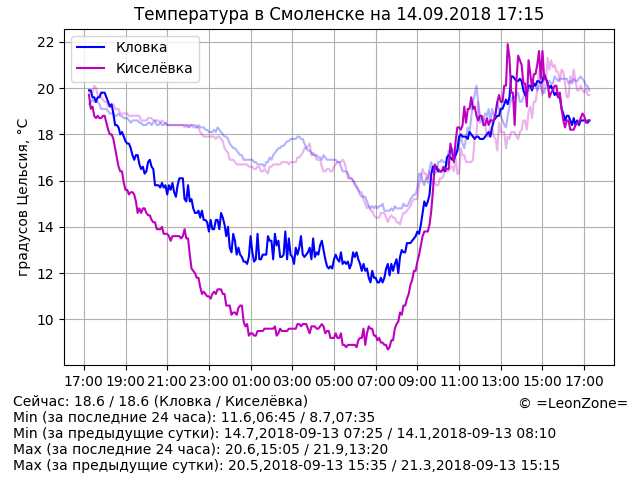 Температура в Смоленске на 14.09.2018 17:15
Кловка
Киселёвка
градусов Цельсия, °C
22
20
18
16
14
12
10
17:00 19:00 21:00 23:00 01:00 03:00 05:00 07:00 09:00 11:00 13:00 15:00 17:00
Сейчас: 18.6 / 18.6 (Кловка / Киселёвка)
© =LeonZone=
Min (за последние 24 часа): 11.6,06:45 / 8.7,07:35
Min (за предыдущие сутки): 14.7,2018-09-13 07:25 / 14.1,2018-09-13 08:10
Max (за последние 24 часа): 20.6,15:05 / 21.9,13:20
Max (за предыдущие сутки): 20.5,2018-09-13 15:35 / 21.3,2018-09-13 15:15